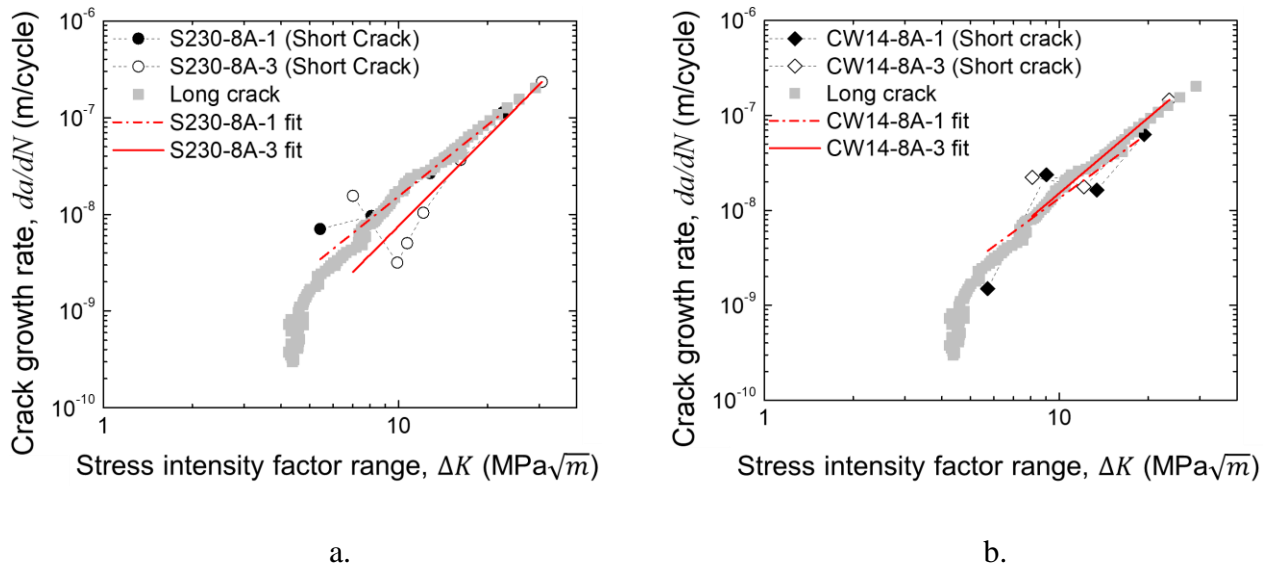 10⁻⁶
S230-8A-1 (Short Crack)
S230-8A-3 (Short Crack)
Long crack
S230-8A-1 fit
S230-8A-3 fit
10⁻⁷
10⁻⁸
10⁻⁹
10⁻¹⁰
1
10
Crack growth rate, da/dN (m/cycle)
Stress intensity factor range, ΔK (MPa√m)
a.
10⁻⁶
CW14-8A-1 (Short crack)
CW14-8A-3 (Short crack)
Long crack
CW14-8A-1 fit
CW14-8A-3 fit
10⁻⁷
10⁻⁸
10⁻⁹
10⁻¹⁰
1
10
Crack growth rate, da/dN (m/cycle)
Stress intensity factor range, ΔK (MPa√m)
b.